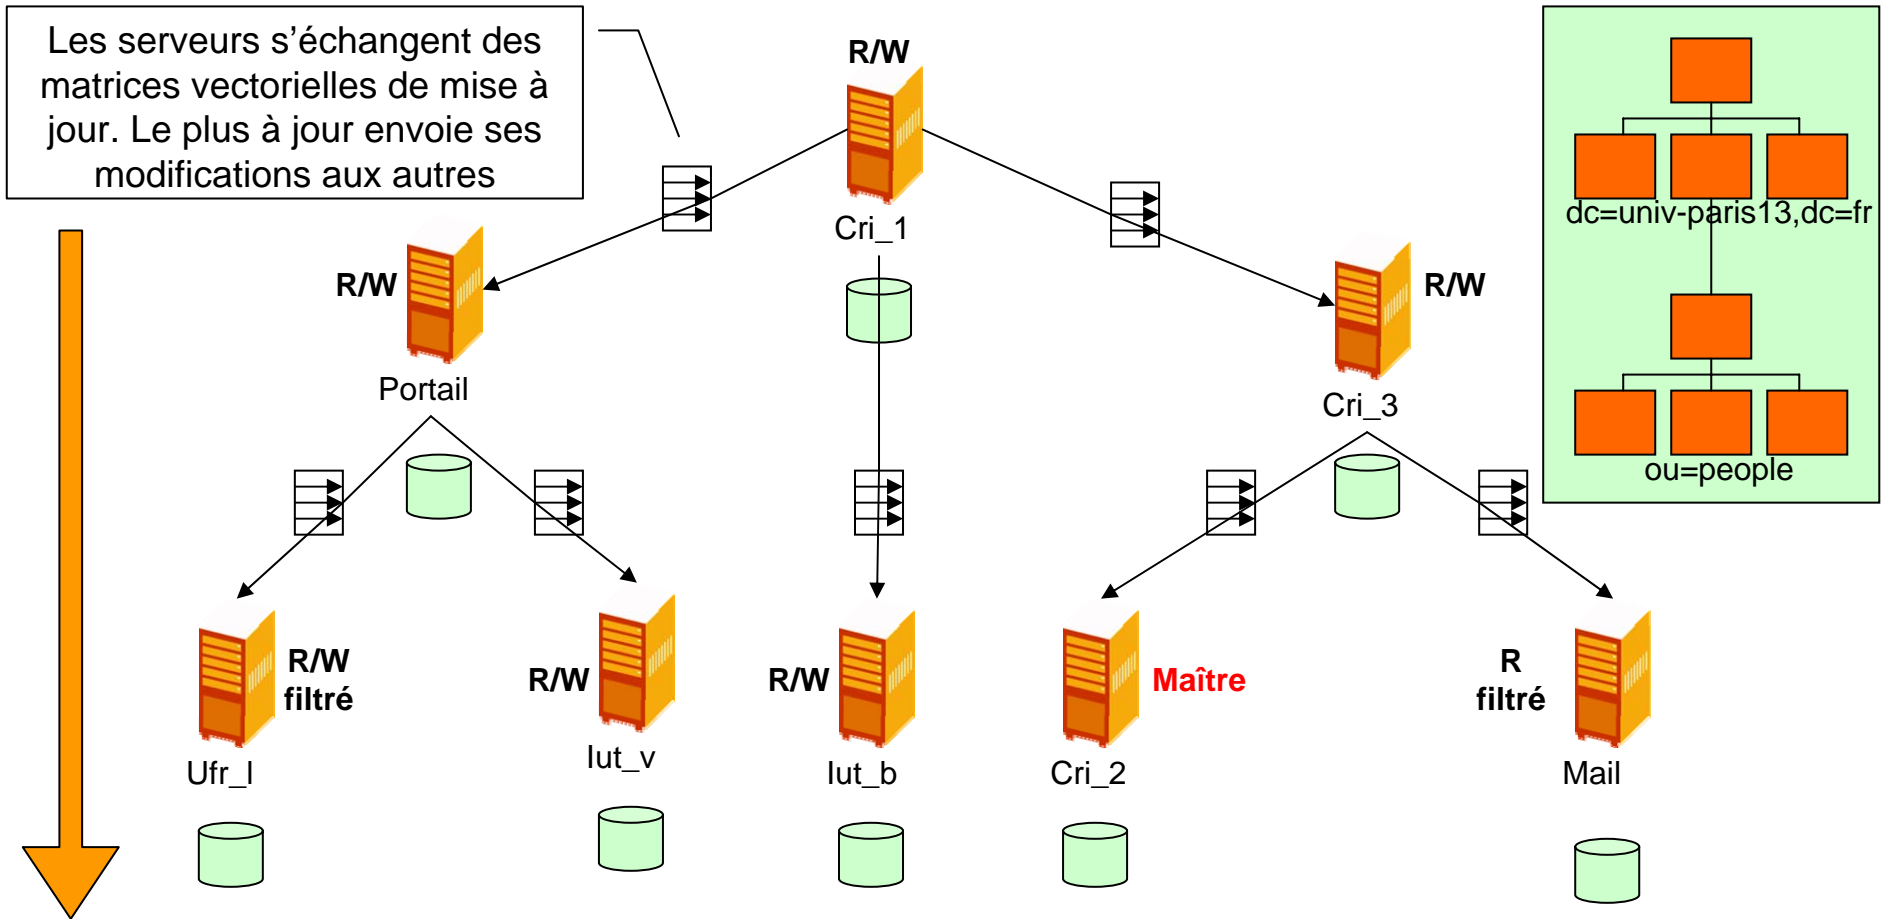 Les serveurs s’échangent des
matrices vectorielles de mise à
jour. Le plus à jour envoie ses
modifications aux autres
R/W
Cri_1
dc=univ-paris13,dc=fr
R/W
R/W
Portail
Cri_3
ou=people
R/W
filtré
R/W
R/W
Maître
R
filtré
Ufr_l
Iut_v
Iut_b
Cri_2
Mail